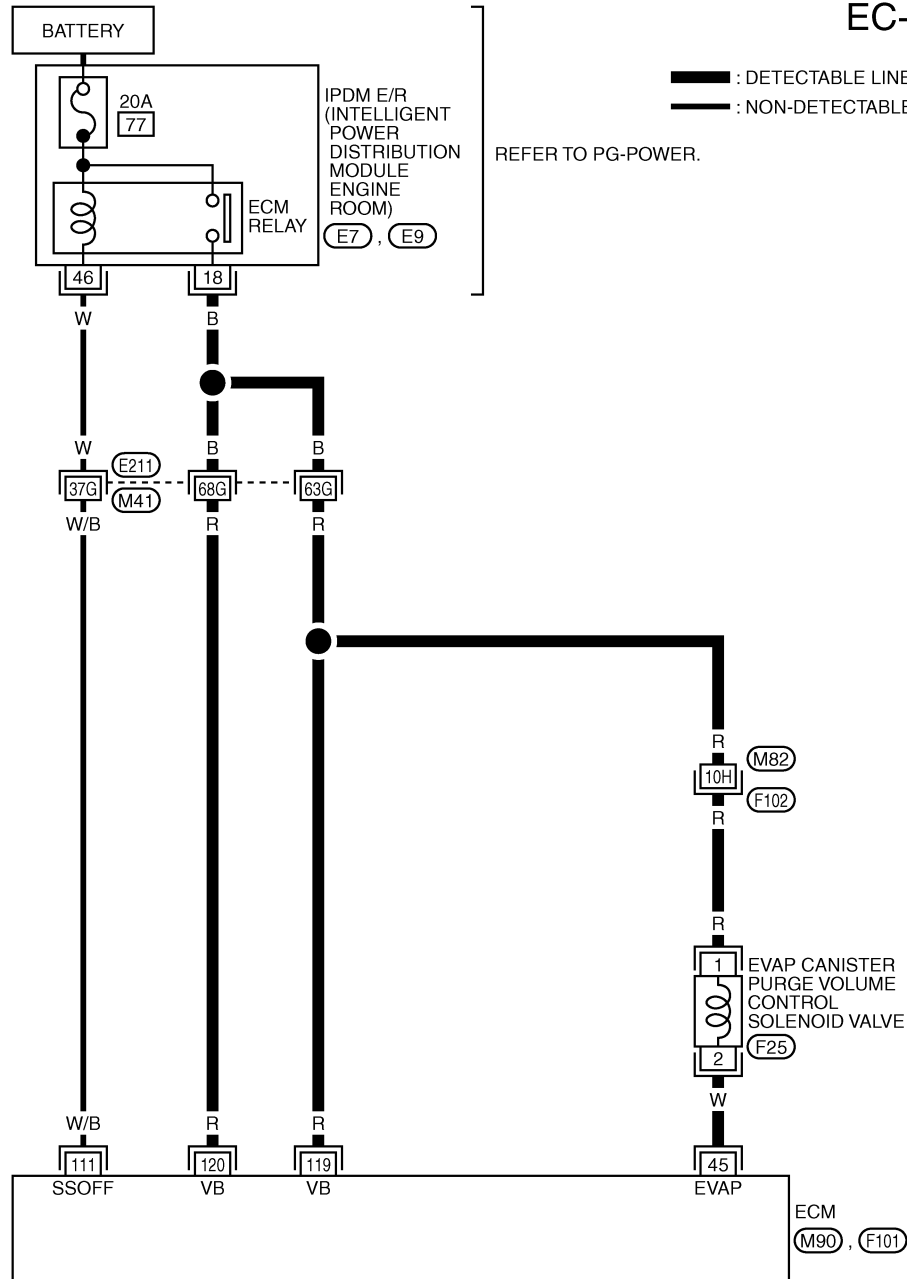 EC-
BATTERY
: DETECTABLE LINE
: NON-DETECTABLE
20A
77
IPDM E/R
(INTELLIGENT
POWER
DISTRIBUTION
MODULE
ENGINE
ROOM)
E7 , E9
REFER TO PG-POWER.
ECM
RELAY
46
18
W
B
W
B
B
E211
37G
68G
63G
M41
W/B
R
R
R
M82
10H
F102
R
R
1
EVAP CANISTER
PURGE VOLUME
CONTROL
SOLENOID VALVE
F25
2
W
W/B
R
R
111
120
119
45
SSOFF
VB
VB
EVAP
ECM
M90 , F101